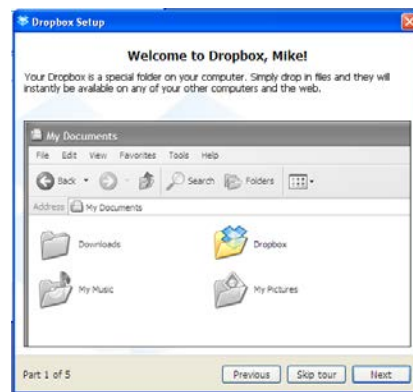 Dropbox Setup
Welcome to Dropbox, Mike!
Your Dropbox is a special folder on your computer. Simply drop in files and they will
instantly be available on any of your other computers and the web.
My Documents
File Edit View Favorites Tools Help
Back Search Folders
Address My Documents
Downloads Dropbox
My Music My Pictures
Part 1 of 5 Previous Skip tour Next